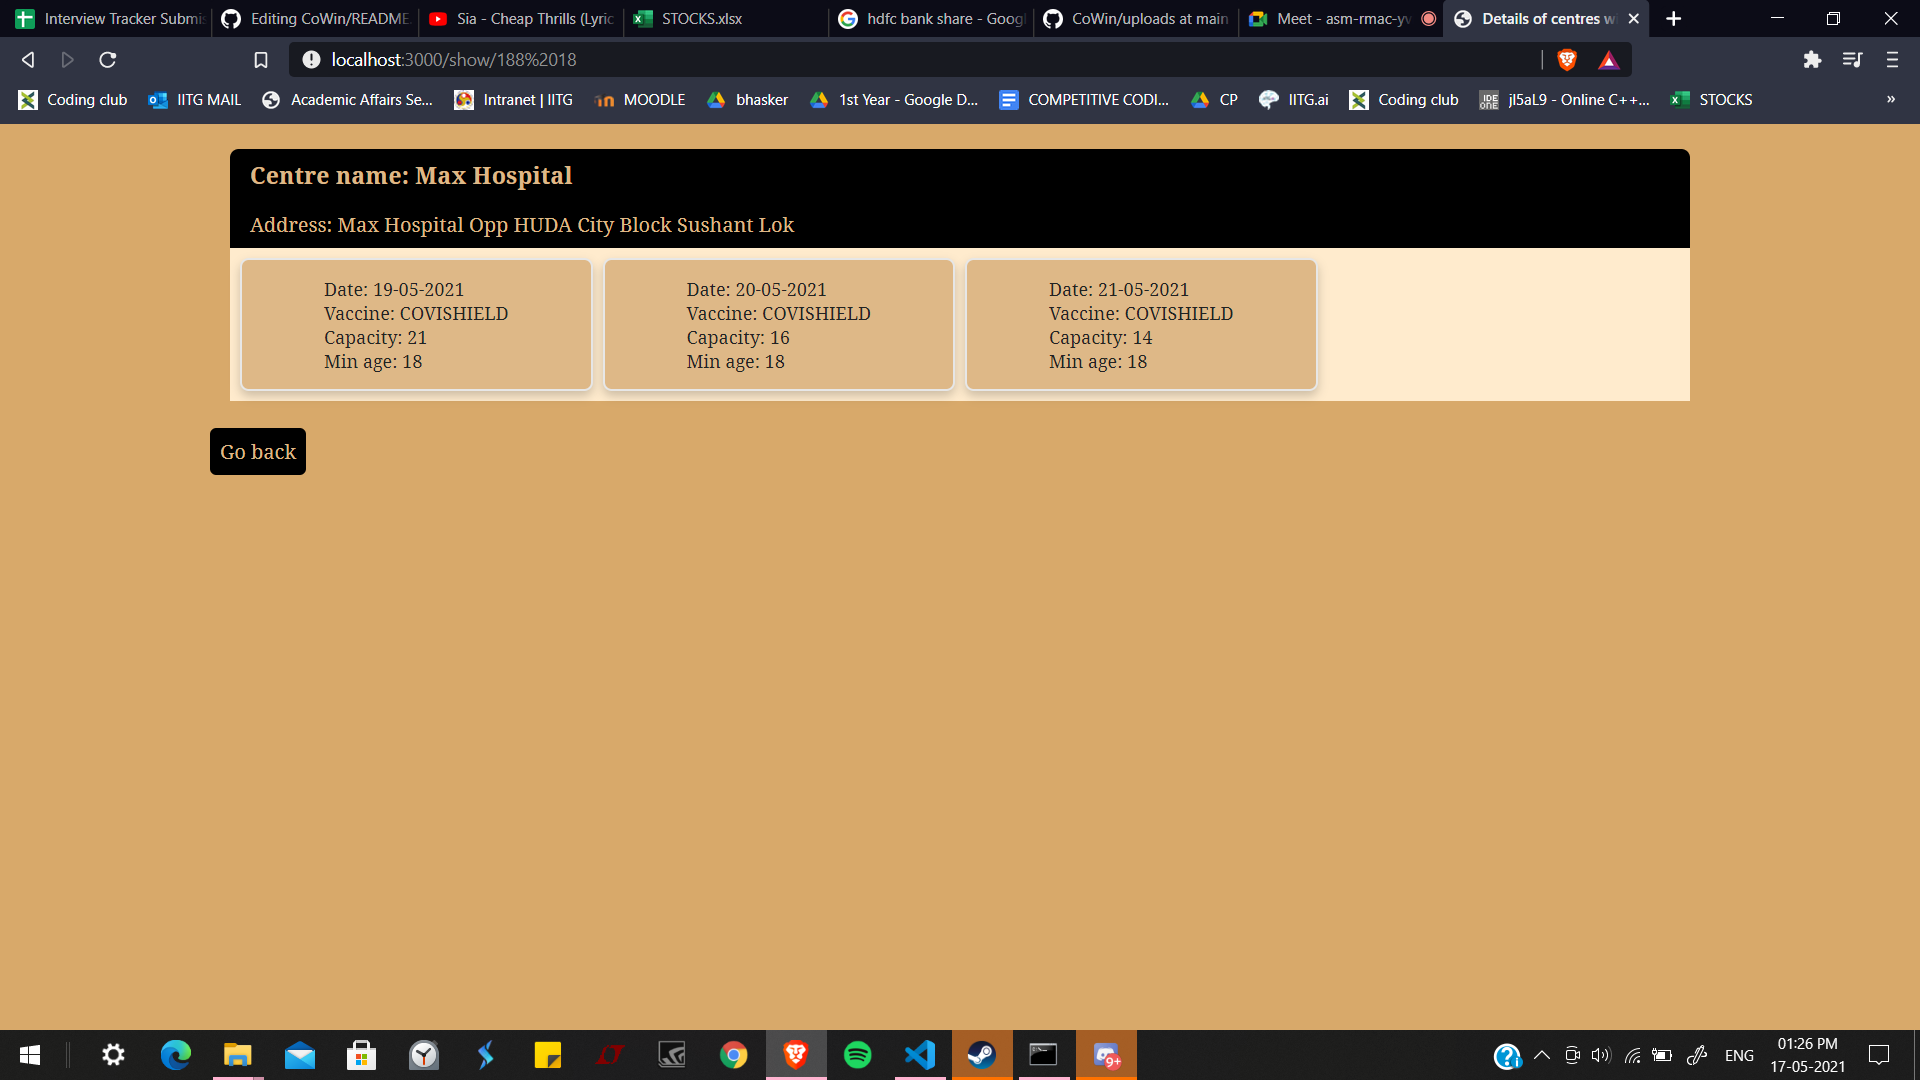 Interview Tracker Submis
Editing CoWin/README.
Sia - Cheap Thrills (Lyric
STOCKS.xlsx
hdfc bank share - Googl
CoWin/uploads at main
Meet - asm-rmac-yv
Details of centres wi
localhost:3000/show/188%2018
Coding club
IITG MAIL
Academic Affairs Se...
Intranet | IITG
MOODLE
bhasker
1st Year - Google D...
COMPETITIVE CODI...
CP
IITG.ai
Coding club
jI5aL9 - Online C++...
STOCKS
»
Centre name: Max Hospital
Address: Max Hospital Opp HUDA City Block Sushant Lok
Date: 19-05-2021
Vaccine: COVISHIELD
Capacity: 21
Min age: 18
Date: 20-05-2021
Vaccine: COVISHIELD
Capacity: 16
Min age: 18
Date: 21-05-2021
Vaccine: COVISHIELD
Capacity: 14
Min age: 18
Go back
9+
ENG
01:26 PM
17-05-2021